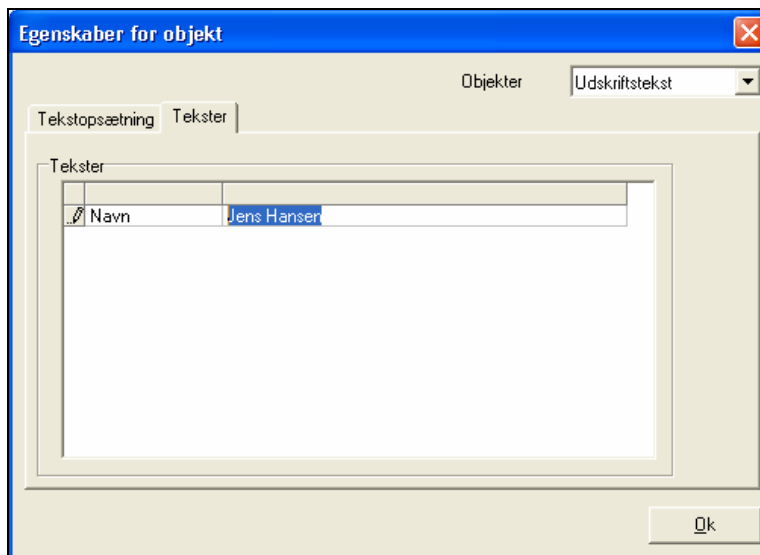 Egenskaber for objekt
Objekter Udskriftstekst
Tekstopsætning Tekster
Tekster
Navn Jens Hansen
Ok